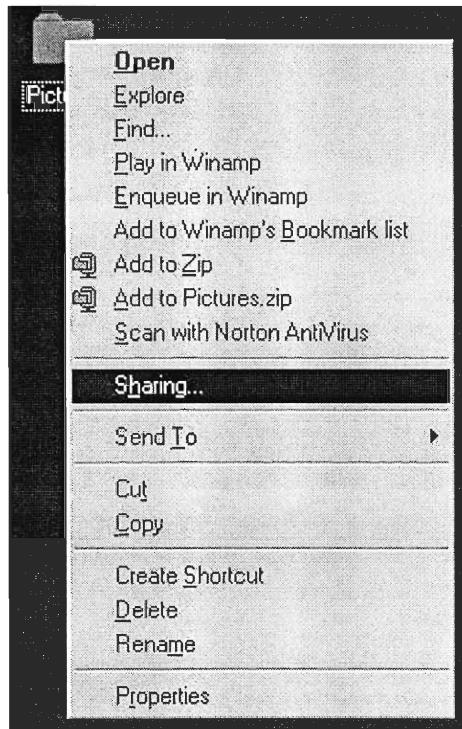 Pict
Open
Explore
Find...
Play in Winamp
Enqueue in Winamp
Add to Winamp's Bookmark list
Add to Zip
Add to Pictures.zip
Scan with Norton AntiVirus
Sharing...
Send To
Cut
Copy
Create Shortcut
Delete
Rename
Properties